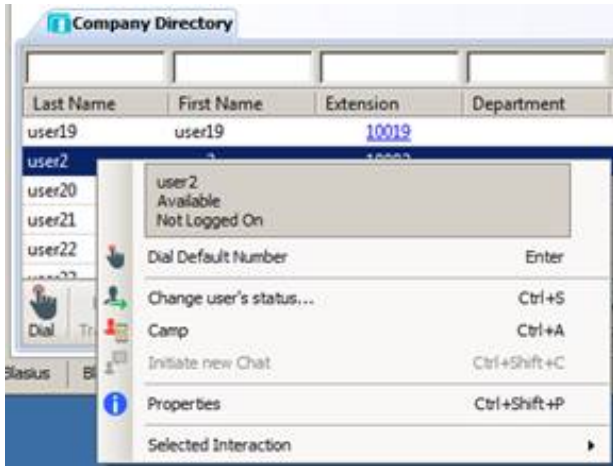 Company Directory
Last Name First Name Extension Department
user19 user19 10019
user2
user20
user21
user22
user2
Available
Not Logged On
Dial Default Number Enter
Change user's status... Ctrl+S
Camp Ctrl+A
Initiate new Chat Ctrl+Shift+C
Properties Ctrl+Shift+P
Selected Interaction
Dial